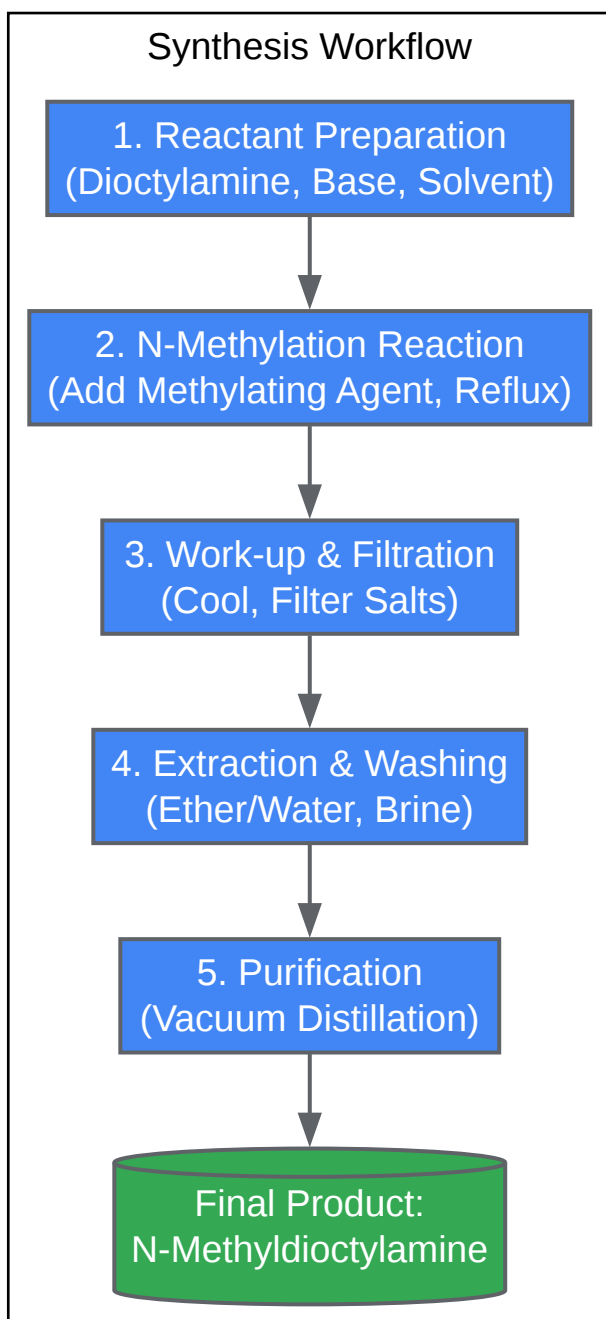 Synthesis Workflow
1. Reactant Preparation
(Dioctylamine, Base, Solvent)
2. N-Methylation Reaction
(Add Methylating Agent, Reflux)
3. Work-up & Filtration
(Cool, Filter Salts)
4. Extraction & Washing
(Ether/Water, Brine)
5. Purification
(Vacuum Distillation)
Final Product:
N-Methyldioctylamine